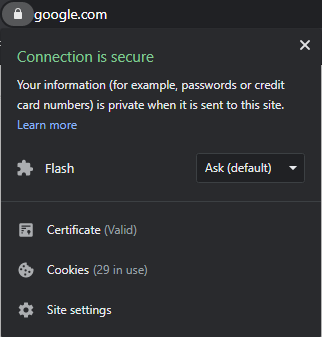 google.com
Connection is secure
Your information (for example, passwords or credit
card numbers) is private when it is sent to this site.
Learn more
Flash Ask (default)
Certificate (Valid)
Cookies (29 in use)
Site settings